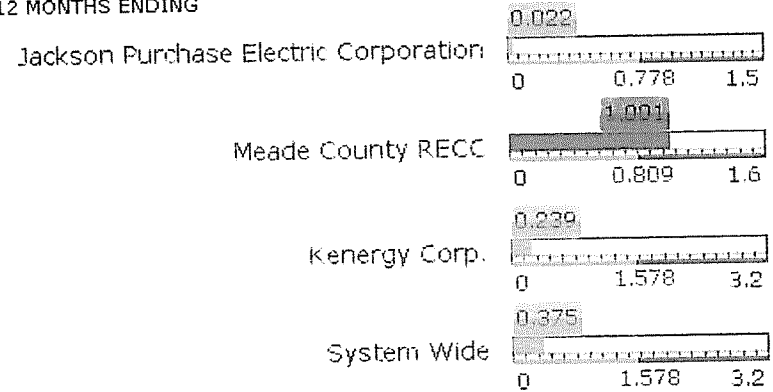 12 MONTHS ENDING
0.022
Jackson Purchase Electric Corporation
0 0.778 1.5
1.001
Meade County RECC
0 0.809 1.6
0.239
Kenergy Corp.
0 1.578 3.2
0.375
System Wide
0 1.578 3.2